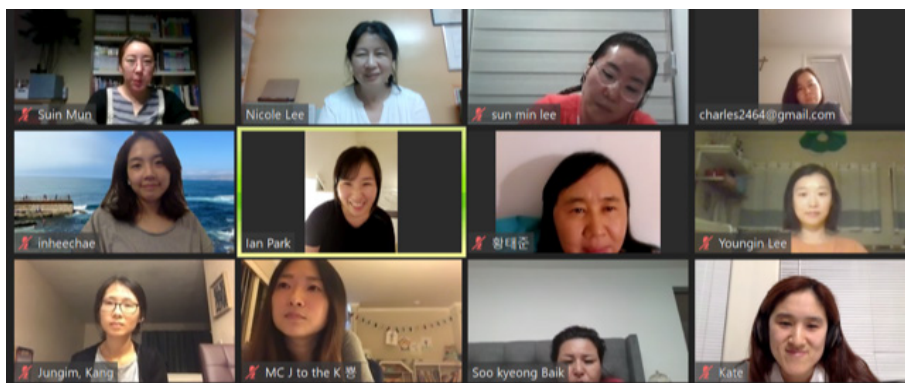 Suin Mun
Nicole Lee
sun min lee
charles2464@gmail.com
inheechae
Ian Park
황태준
Youngin Lee
Jungim, Kang
MC J to the K 뿅
Soo kyeong Baik
Kate